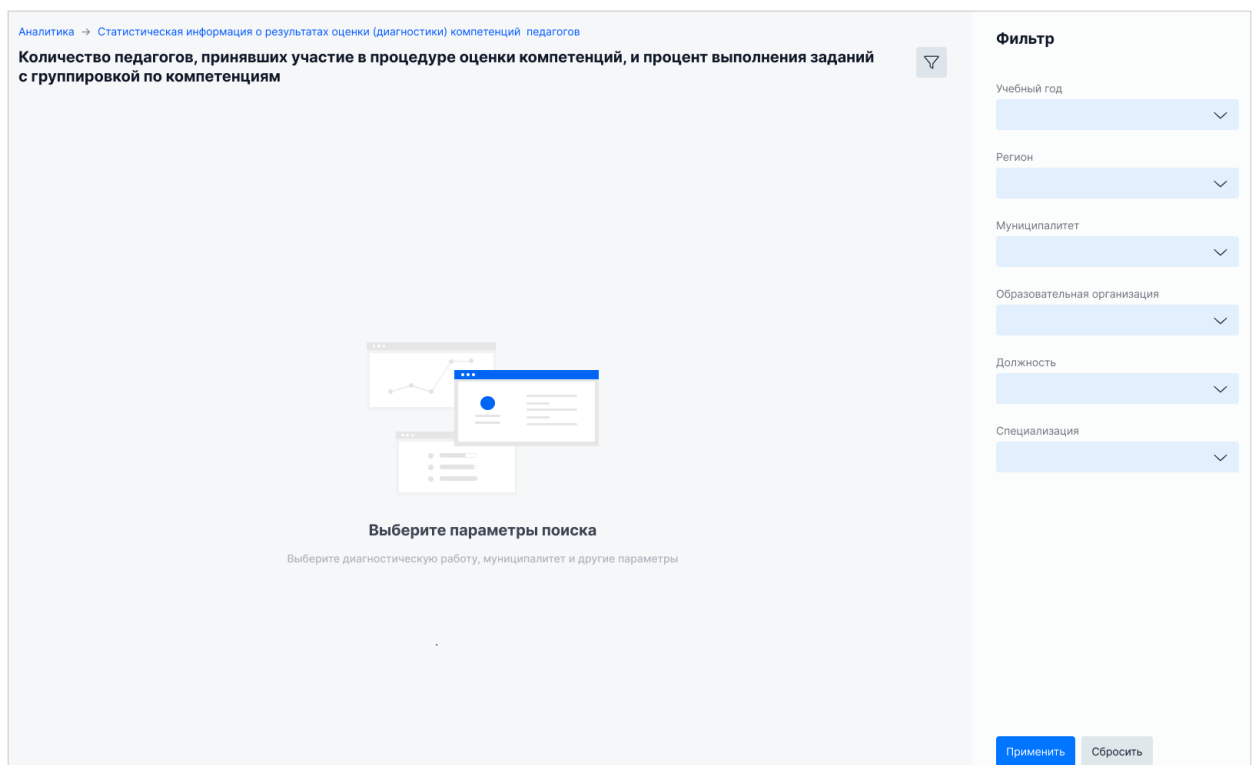 Аналитика → Статистическая информация о результатах оценки (диагностики) компетенций педагогов
Количество педагогов, принявших участие в процедуре оценки компетенций, и процент выполнения заданий
с группировкой по компетенциям
Выберите параметры поиска
Выберите диагностическую работу, муниципалитет и другие параметры
.
Фильтр
Учебный год
Регион
Муниципалитет
Образовательная организация
Должность
Специализация
Применить Сбросить